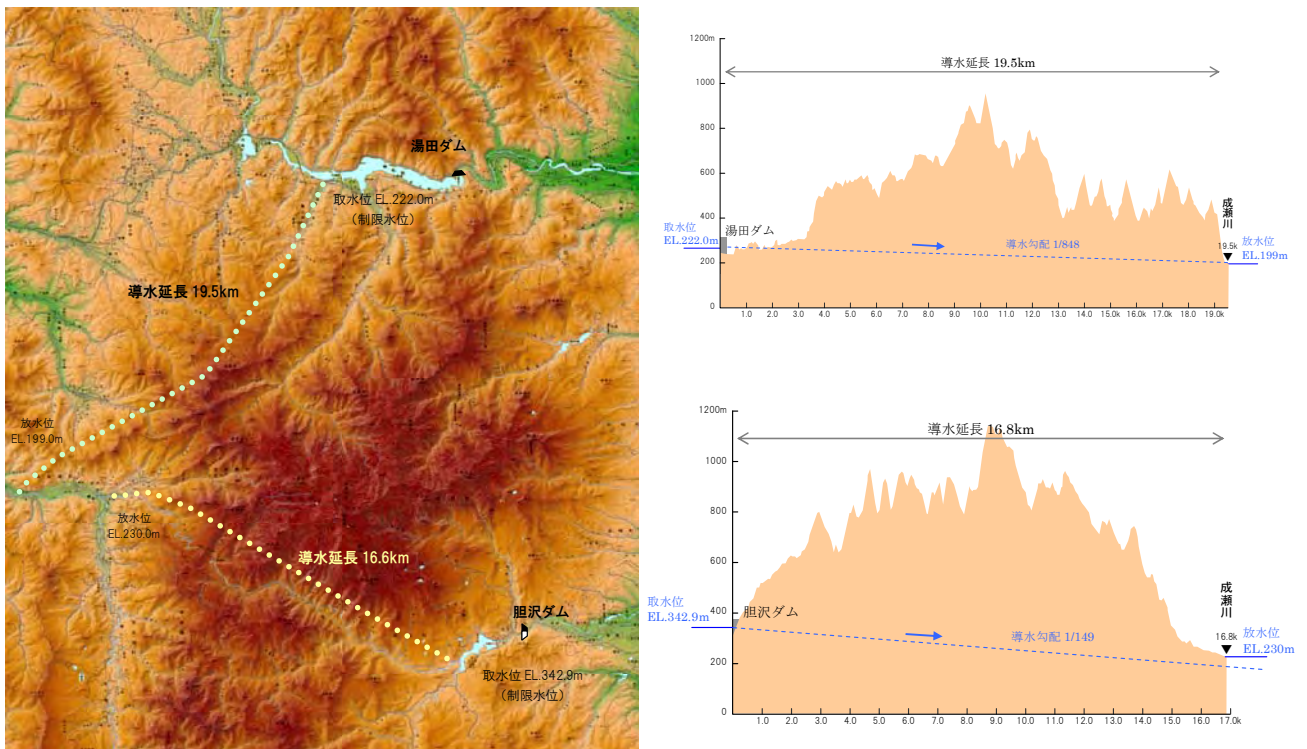 湯田ダム
取水位 EL.222.0m
（制限水位）
導水延長 19.5km
放水位
EL.199.0m
放水位
EL.230.0m
導水延長 16.6km
胆沢ダム
取水位 EL.342.9m
（制限水位）
1200m
1000
800
600
400
200
0
導水延長 19.5km
取水位
EL.222.0m
湯田ダム
導水勾配 1/848
成瀬川
19.5k
放水位
EL.199m
1.0 2.0 3.0 4.0 5.0 6.0 7.0 8.0 9.0 10.0 11.0 12.0 13.0 14.0 15.0k 16.0k 17.0k 18.0k 19.0k
1200m
1000
800
600
400
200
0
導水延長 16.8km
取水位
EL.342.9m
胆沢ダム
導水勾配 1/149
成瀬川
16.8k
放水位
EL.230m
1.0 2.0 3.0 4.0 5.0 6.0 7.0 8.0 9.0 10.0 11.0 12.0 13.0 14.0 15.0 16.0 17.0k